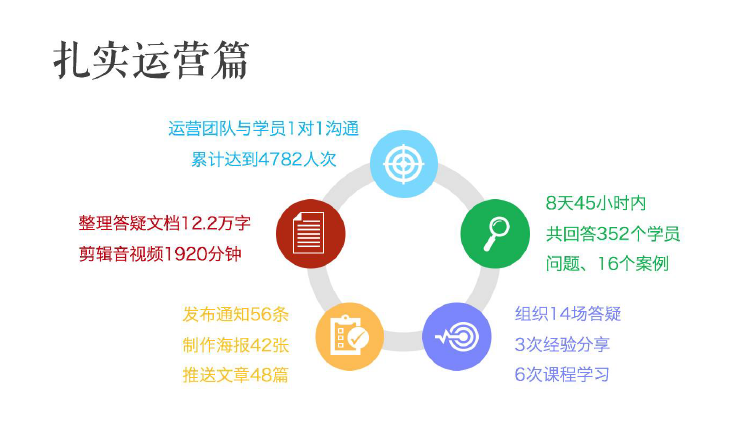 扎实运营篇
运营团队与学员1对1沟通
累计达到4782人次
8天45小时内
共回答352个学员
问题、16个案例
整理答疑文档12.2万字
剪辑音视频1920分钟
发布通知56条
制作海报42张
推送文章48篇
组织14场答疑
3次经验分享
6次课程学习